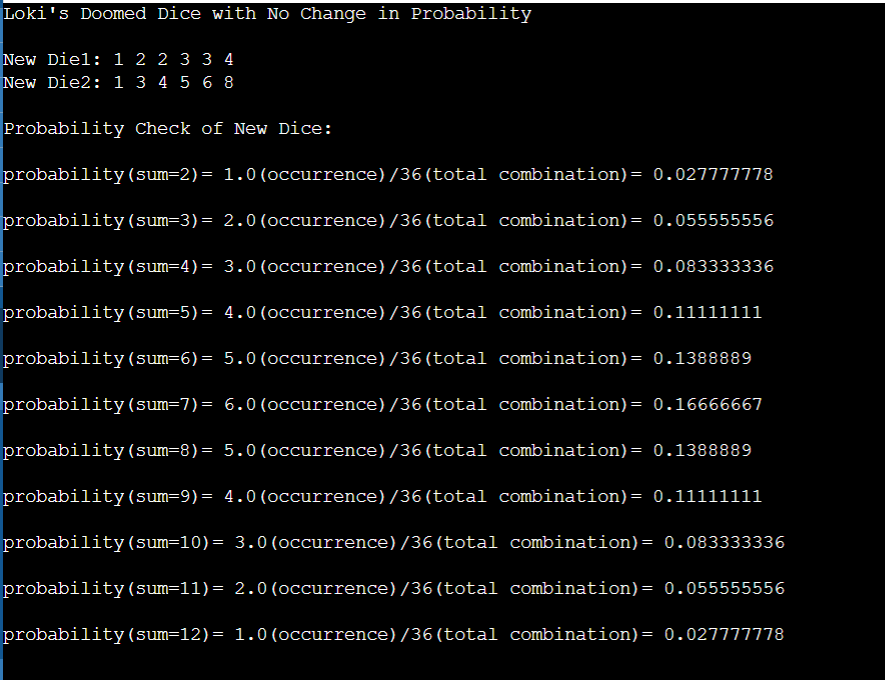 Loki's Doomed Dice with No Change in Probability
New Die1: 1 2 2 3 3 4
New Die2: 1 3 4 5 6 8
Probability Check of New Dice:
probability(sum=2)= 1.0(occurrence)/36(total combination)= 0.027777778
probability(sum=3)= 2.0(occurrence)/36(total combination)= 0.055555556
probability(sum=4)= 3.0(occurrence)/36(total combination)= 0.083333336
probability(sum=5)= 4.0(occurrence)/36(total combination)= 0.11111111
probability(sum=6)= 5.0(occurrence)/36(total combination)= 0.1388889
probability(sum=7)= 6.0(occurrence)/36(total combination)= 0.16666667
probability(sum=8)= 5.0(occurrence)/36(total combination)= 0.1388889
probability(sum=9)= 4.0(occurrence)/36(total combination)= 0.11111111
probability(sum=10)= 3.0(occurrence)/36(total combination)= 0.083333336
probability(sum=11)= 2.0(occurrence)/36(total combination)= 0.055555556
probability(sum=12)= 1.0(occurrence)/36(total combination)= 0.027777778